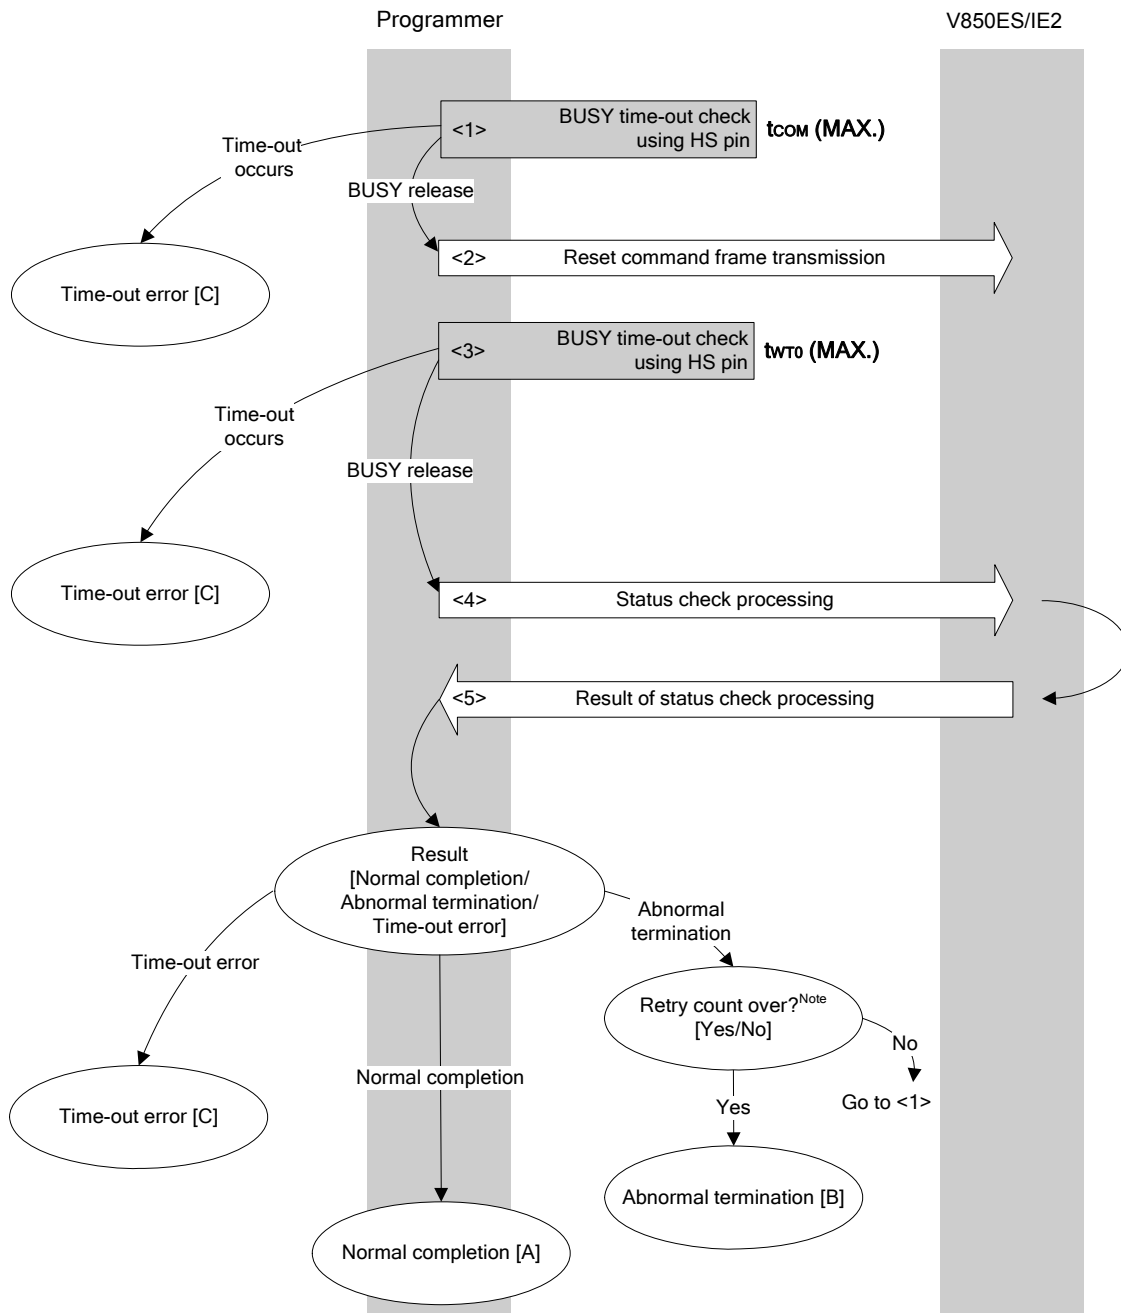 Programmer
V850ES/IE2
<1>
BUSY time-out check
using HS pin
tCOM (MAX.)
Time-out
occurs
BUSY release
<2>
Reset command frame transmission
Time-out error [C]
<3>
BUSY time-out check
using HS pin
tWT0 (MAX.)
Time-out
occurs
BUSY release
Time-out error [C]
<4>
Status check processing
<5>
Result of status check processing
Result
[Normal completion/
Abnormal termination/
Time-out error]
Abnormal
termination
Time-out error
Retry count over?Note
[Yes/No]
No
Normal completion
Go to <1>
Yes
Time-out error [C]
Abnormal termination [B]
Normal completion [A]